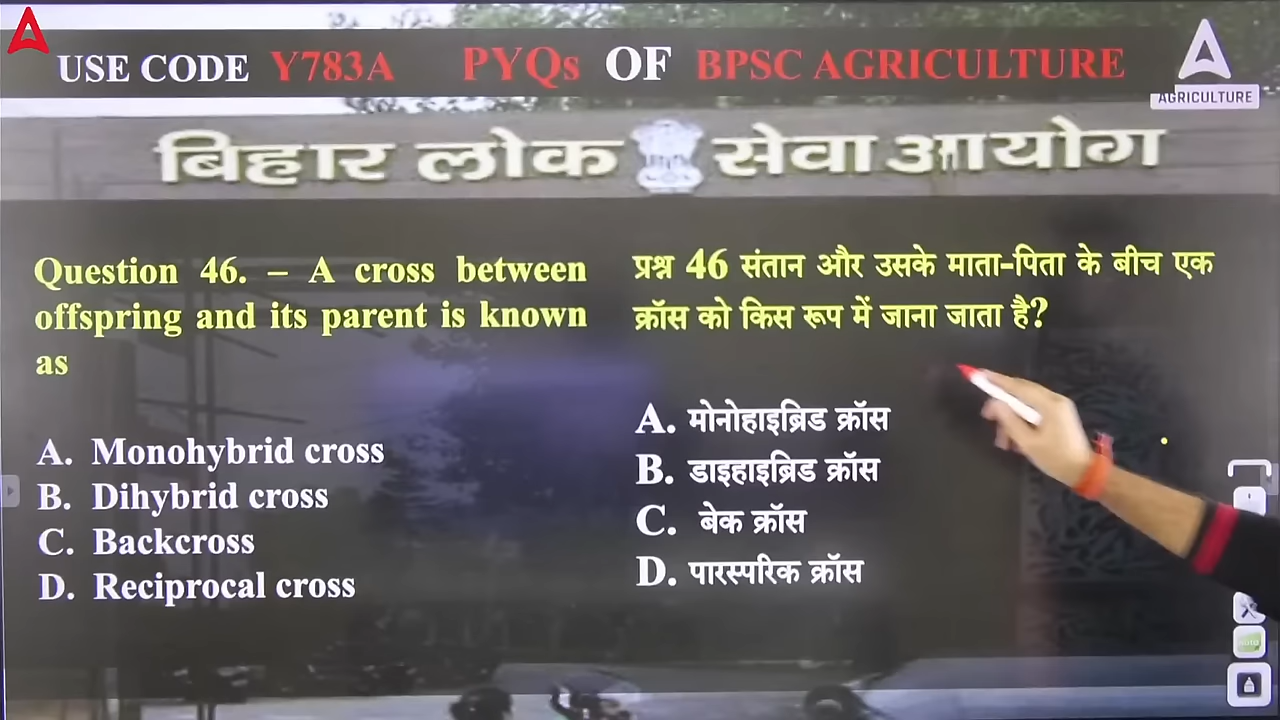 USE CODE Y783A PYQs OF BPSC AGRICULTURE
AGRICULTURE
बिहार लोक सेवा आयोग
Question 46. – A cross between
offspring and its parent is known
as
A. Monohybrid cross
B. Dihybrid cross
C. Backcross
D. Reciprocal cross
प्रश्न 46 संतान और उसके माता-पिता के बीच एक
क्रॉस को किस रूप में जाना जाता है?
A. मोनोहाइब्रिड क्रॉस
B. डाइहाइब्रिड क्रॉस
C. बेक क्रॉस
D. पारस्परिक क्रॉस